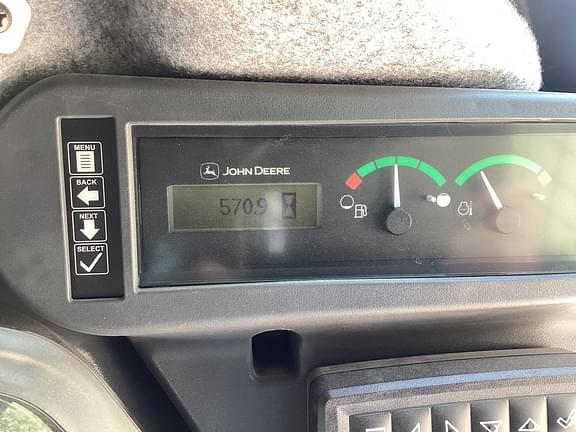 MENU
BACK
NEXT
SELECT
JOHN DEERE
570.9